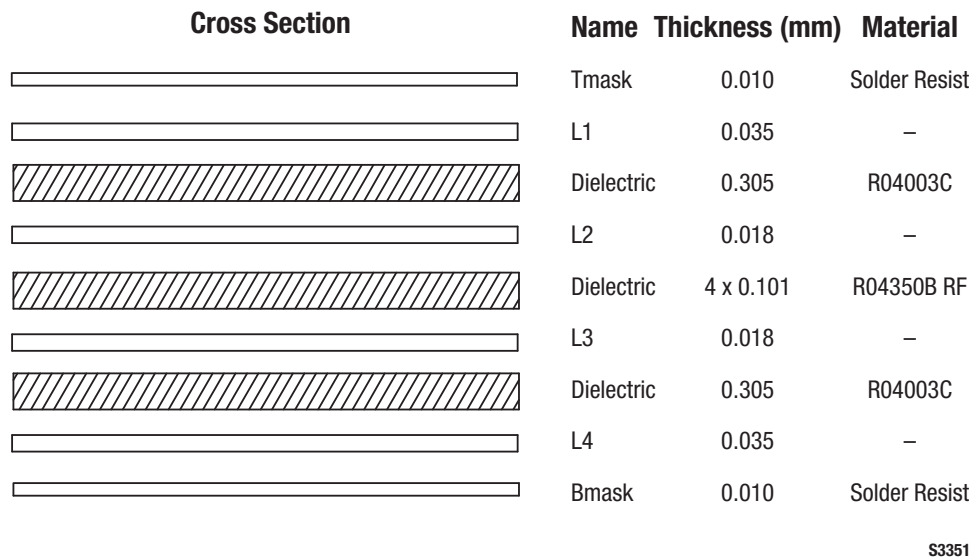 Cross Section Name Thickness (mm) Material
Tmask 0.010 Solder Resist
L1 0.035 –
Dielectric 0.305 R04003C
L2 0.018 –
Dielectric 4 x 0.101 R04350B RF
L3 0.018 –
Dielectric 0.305 R04003C
L4 0.035 –
Bmask 0.010 Solder Resist
S3351